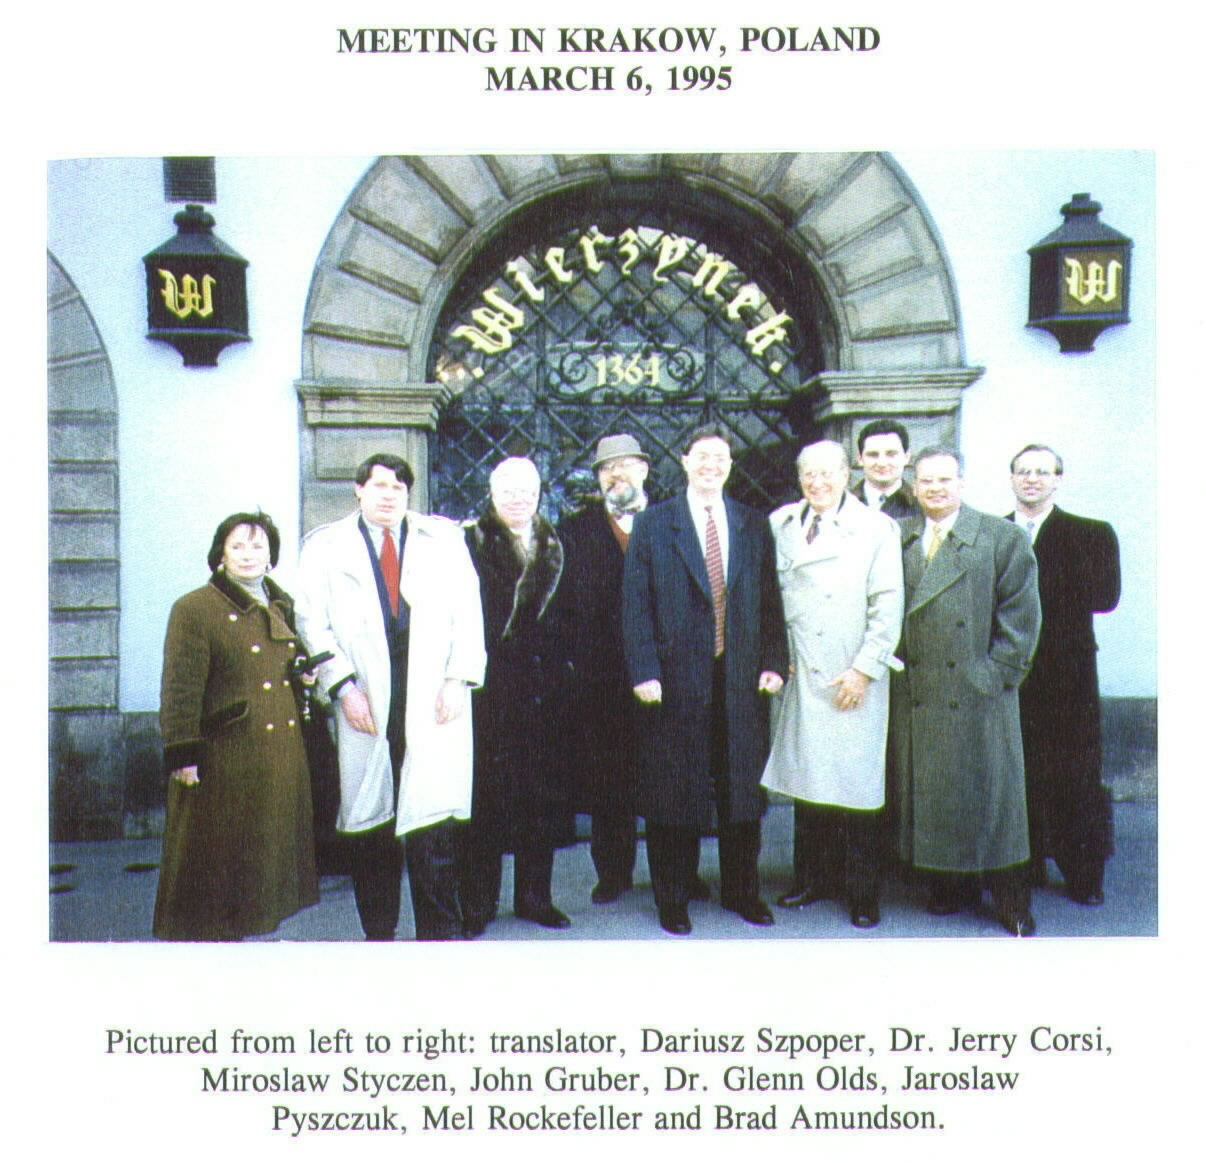 MEETING IN KRAKOW, POLAND
MARCH 6, 1995
W
Wierzynek
W
1364
Pictured from left to right: translator, Dariusz Szpoper, Dr. Jerry Corsi,
Miroslaw Styczen, John Gruber, Dr. Glenn Olds, Jaroslaw
Pyszczuk, Mel Rockefeller and Brad Amundson.